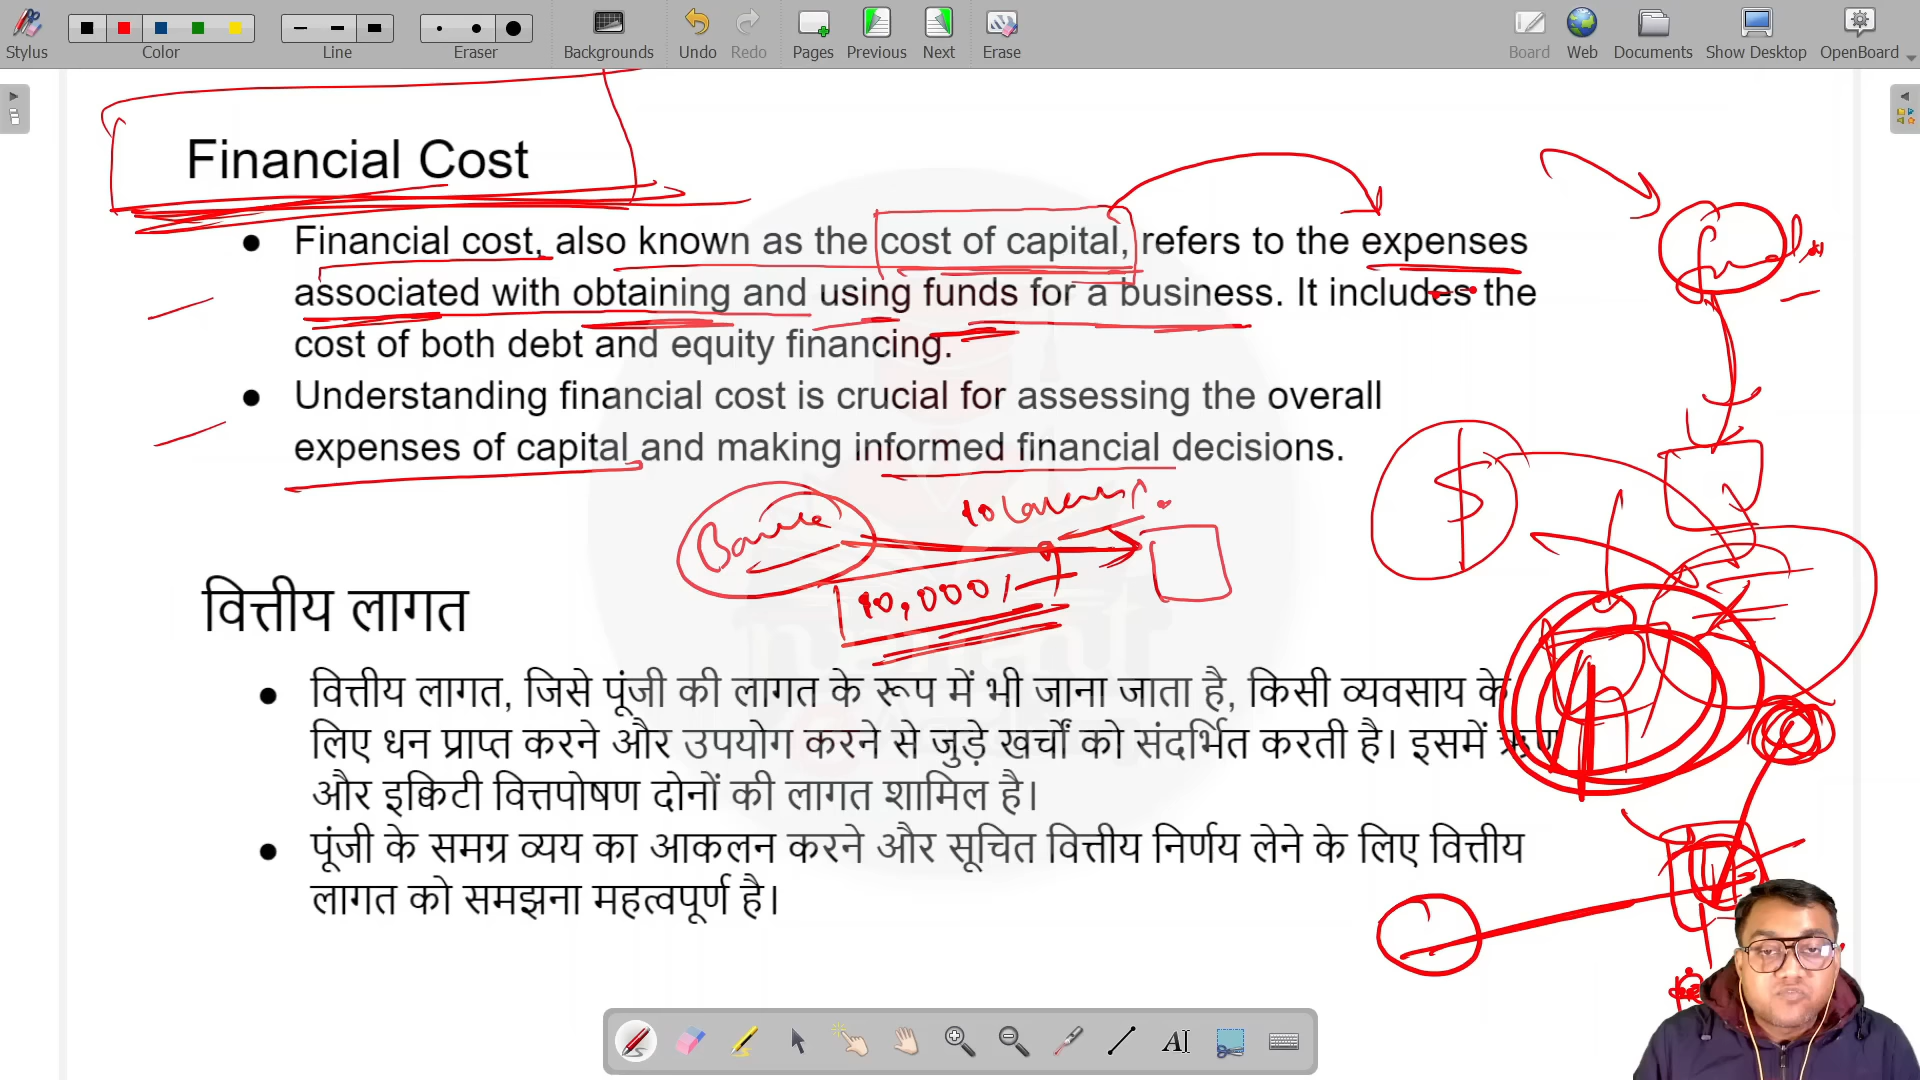 Stylus Color Line Eraser Backgrounds Undo Redo Pages Previous Next Erase Board Web Documents Show Desktop OpenBoard
Financial Cost
● Financial cost, also known as the cost of capital, refers to the expenses
associated with obtaining and using funds for a business. It includes the
cost of both debt and equity financing.
● Understanding financial cost is crucial for assessing the overall
expenses of capital and making informed financial decisions.
$
10,000/-
वित्तीय लागत
● वित्तीय लागत, जिसे पूंजी की लागत के रूप में भी जाना जाता है, किसी व्यवसाय के
लिए धन प्राप्त करने और उपयोग करने से जुड़े खर्चों को संदर्भित करती है। इसमें ऋण
और इक्विटी वित्तपोषण दोनों की लागत शामिल है।
● पूंजी के समग्र व्यय का आकलन करने और सूचित वित्तीय निर्णय लेने के लिए वित्तीय
लागत को समझना महत्वपूर्ण है।